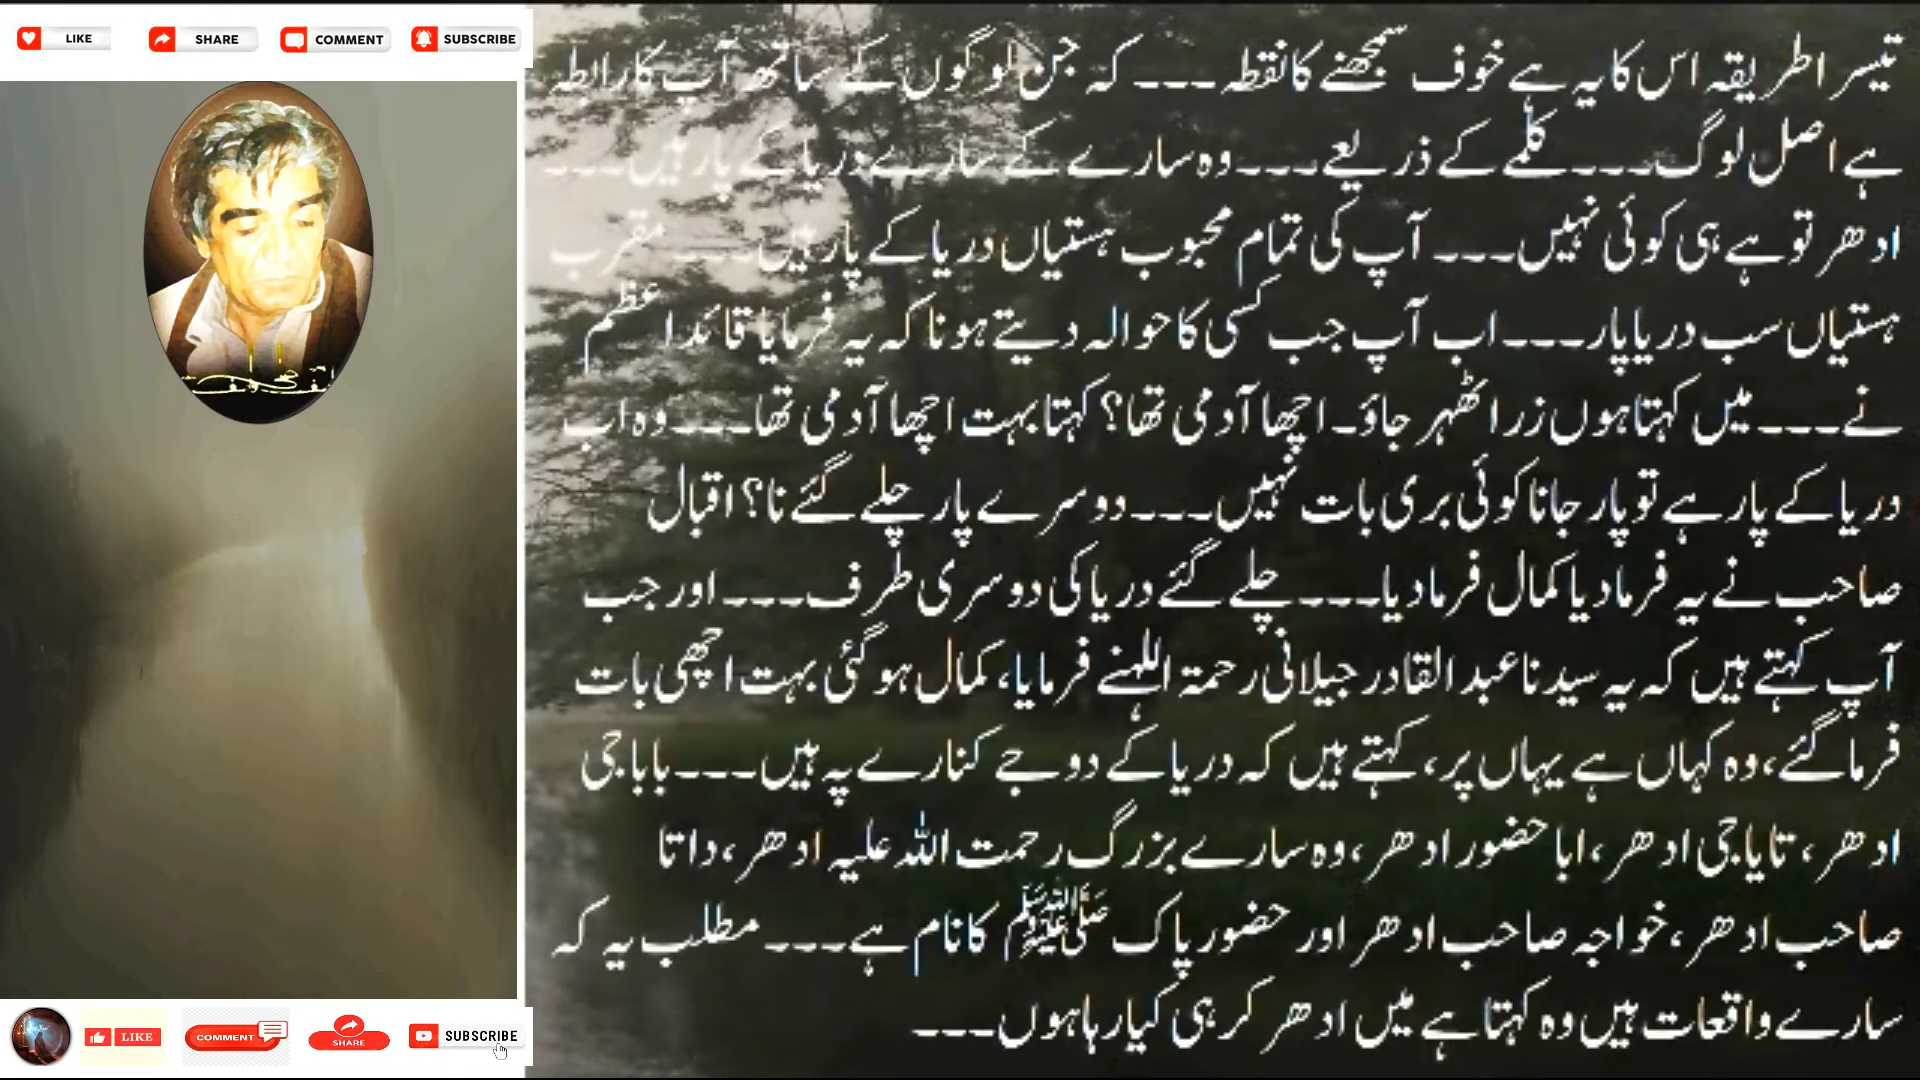 LIKE
SHARE
COMMENT
SUBSCRIBE
تیسرا طریقہ اس کا یہ ہے خوف سمجھنے کا نقطہ --- کہ جن لوگوں کے ساتھ آپ کا رابطہ
ہے اصل لوگ --- کلمے کے ذریعے --- وہ سارے کے سارے دریا کے پار ہیں ---
ادھر تو ہے ہی کوئی نہیں --- آپ کی تمام محبوب ہستیاں دریا کے پار ہیں --- مقرب
ہستیاں سب دریا پار --- اب آپ جب کسی کا حوالہ دیتے ہو نا کہ یہ فرمایا قائداعظم
نے --- میں کہتا ہوں زرا ٹھہر جاؤ۔ اچھا آدمی تھا؟ کہتا بہت اچھا آدمی تھا --- وہ اب
دریا کے پار ہے تو پار جانا کوئی بری بات نہیں --- دوسرے پار چلے گئے نا؟ اقبال
صاحب نے یہ فرما دیا کمال فرما دیا --- چلے گئے دریا کی دوسری طرف --- اور جب
آپ کہتے ہیں کہ یہ سیدنا عبد القادر جیلانی رحمۃ اللہنے فرمایا، کمال ہو گئی بہت اچھی بات
فرما گئے، وہ کہاں ہے یہاں پر، کہتے ہیں کہ دریا کے دوجے کنارے پہ ہیں --- بابا جی
ادھر، تایا جی ادھر، ابا حضور ادھر، وہ سارے بزرگ رحمت اللہ علیہ ادھر، داتا
صاحب ادھر، خواجہ صاحب ادھر اور حضور پاک ﷺ کا نام ہے --- مطلب یہ کہ
سارے واقعات ہیں وہ کہتا ہے میں ادھر کر ہی کیا رہا ہوں ---
LIKE
COMMENT
SHARE
SUBSCRIBE